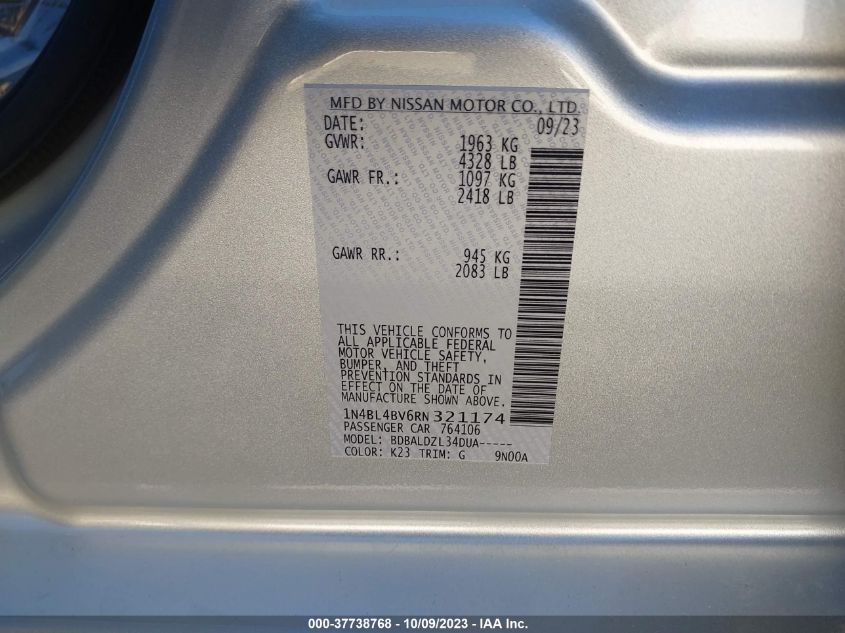 MFD BY NISSAN MOTOR CO., LTD.
DATE: 09/23
GVWR: 1963 KG
4328 LB
GAWR FR.: 1097 KG
2418 LB
GAWR RR.: 945 KG
2083 LB
THIS VEHICLE CONFORMS TO
ALL APPLICABLE FEDERAL
MOTOR VEHICLE SAFETY,
BUMPER, AND THEFT
PREVENTION STANDARDS IN
EFFECT ON THE DATE OF
MANUFACTURE SHOWN ABOVE.
1N4BL4BV6RN321174
PASSENGER CAR 764106
MODEL: BDBALDZL34DUA-----
COLOR: K23 TRIM: G 9N00A
000-37738768 - 10/09/2023 - IAA Inc.